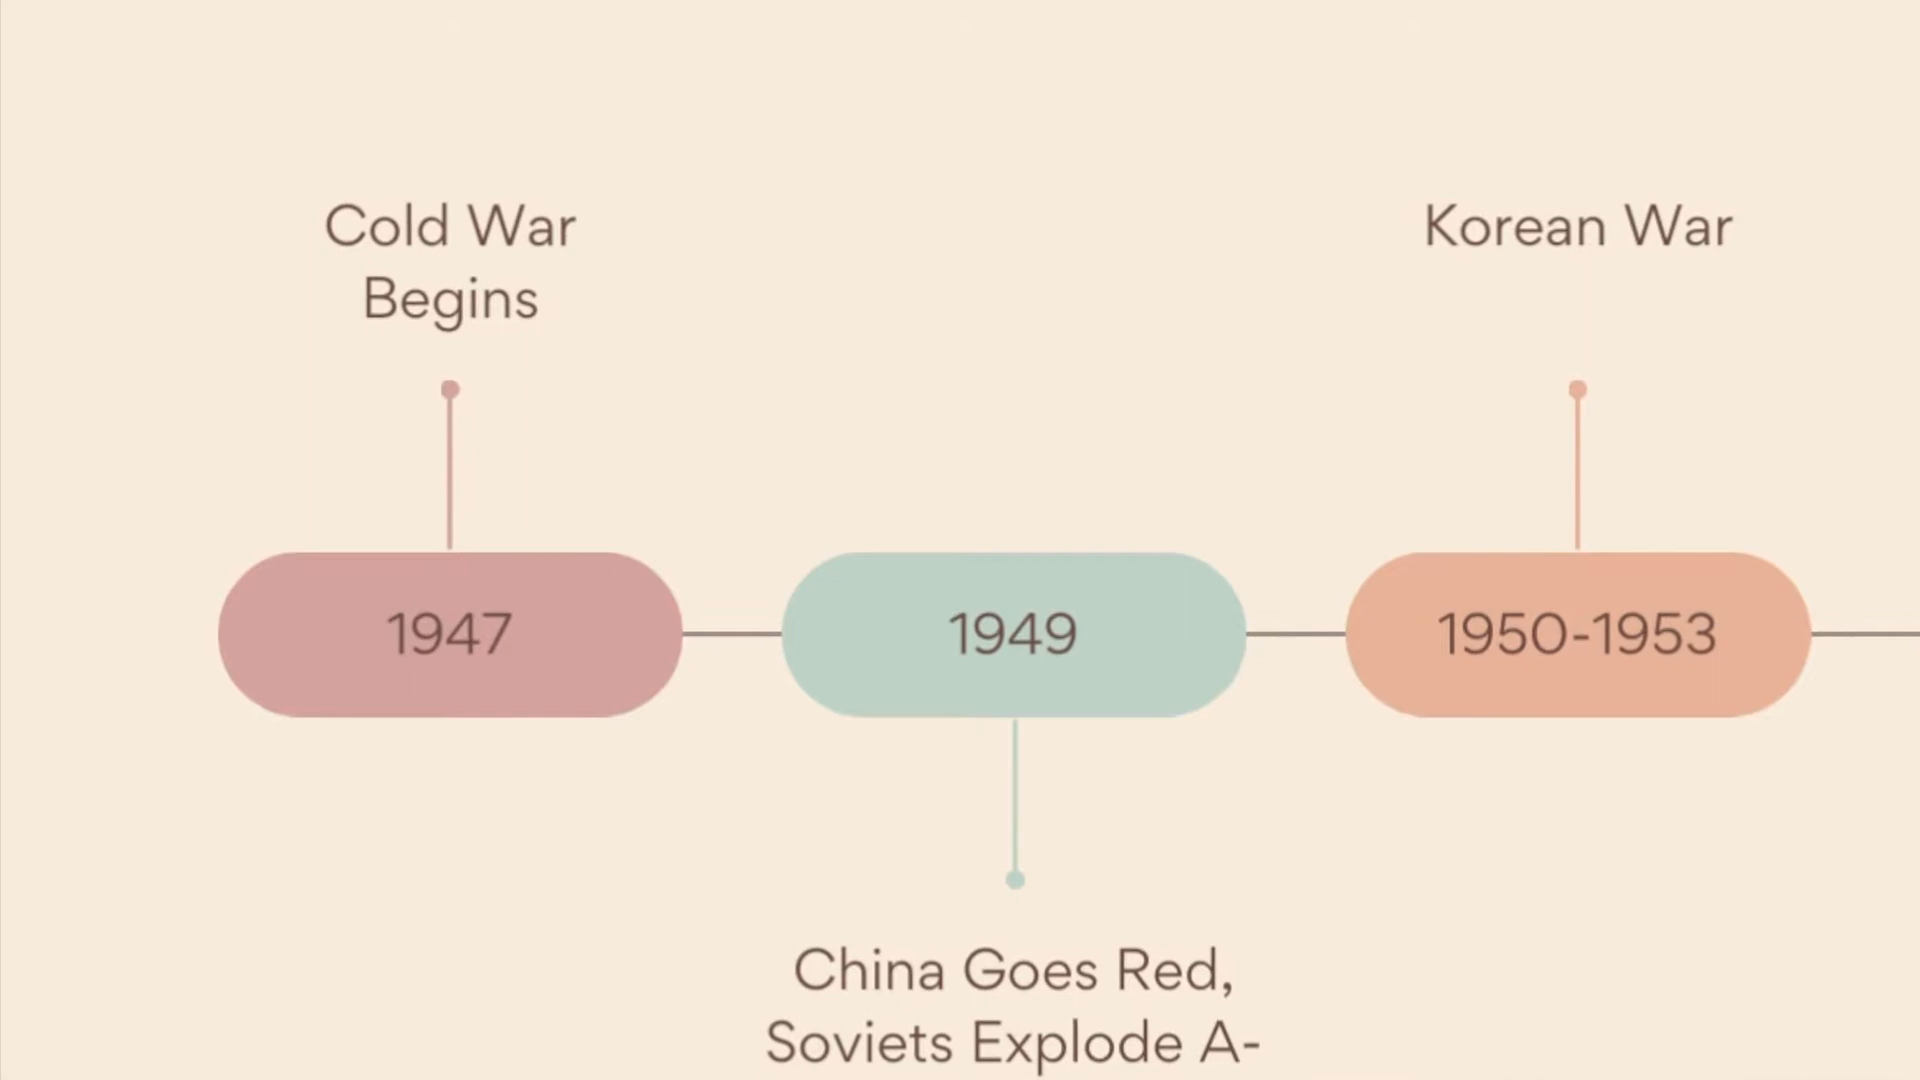 Cold War
Begins
Korean War
1947
1949
1950-1953
China Goes Red,
Soviets Explode A-